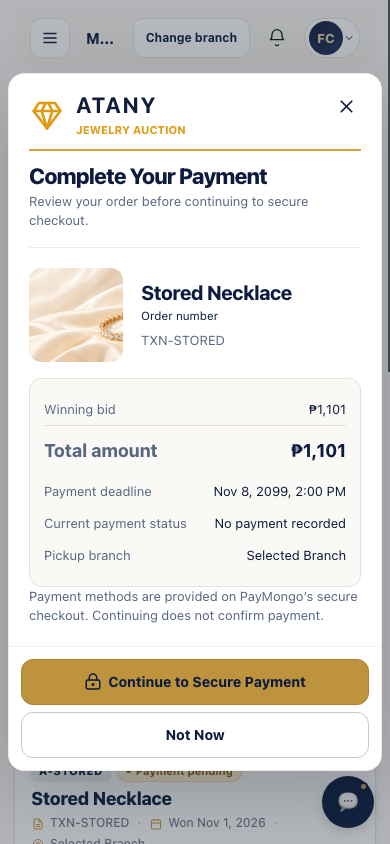 M...
Change branch
FC
ATANY
JEWELRY AUCTION
Complete Your Payment
Review your order before continuing to secure
checkout.
Stored Necklace
Order number
TXN-STORED
Winning bid ₱1,101
Total amount ₱1,101
Payment deadline Nov 8, 2099, 2:00 PM
Current payment status No payment recorded
Pickup branch Selected Branch
Payment methods are provided on PayMongo's secure
checkout. Continuing does not confirm payment.
Continue to Secure Payment
Not Now
A-STORED • Payment pending
Stored Necklace
TXN-STORED · Won Nov 1, 2026 ·
Selected Branch